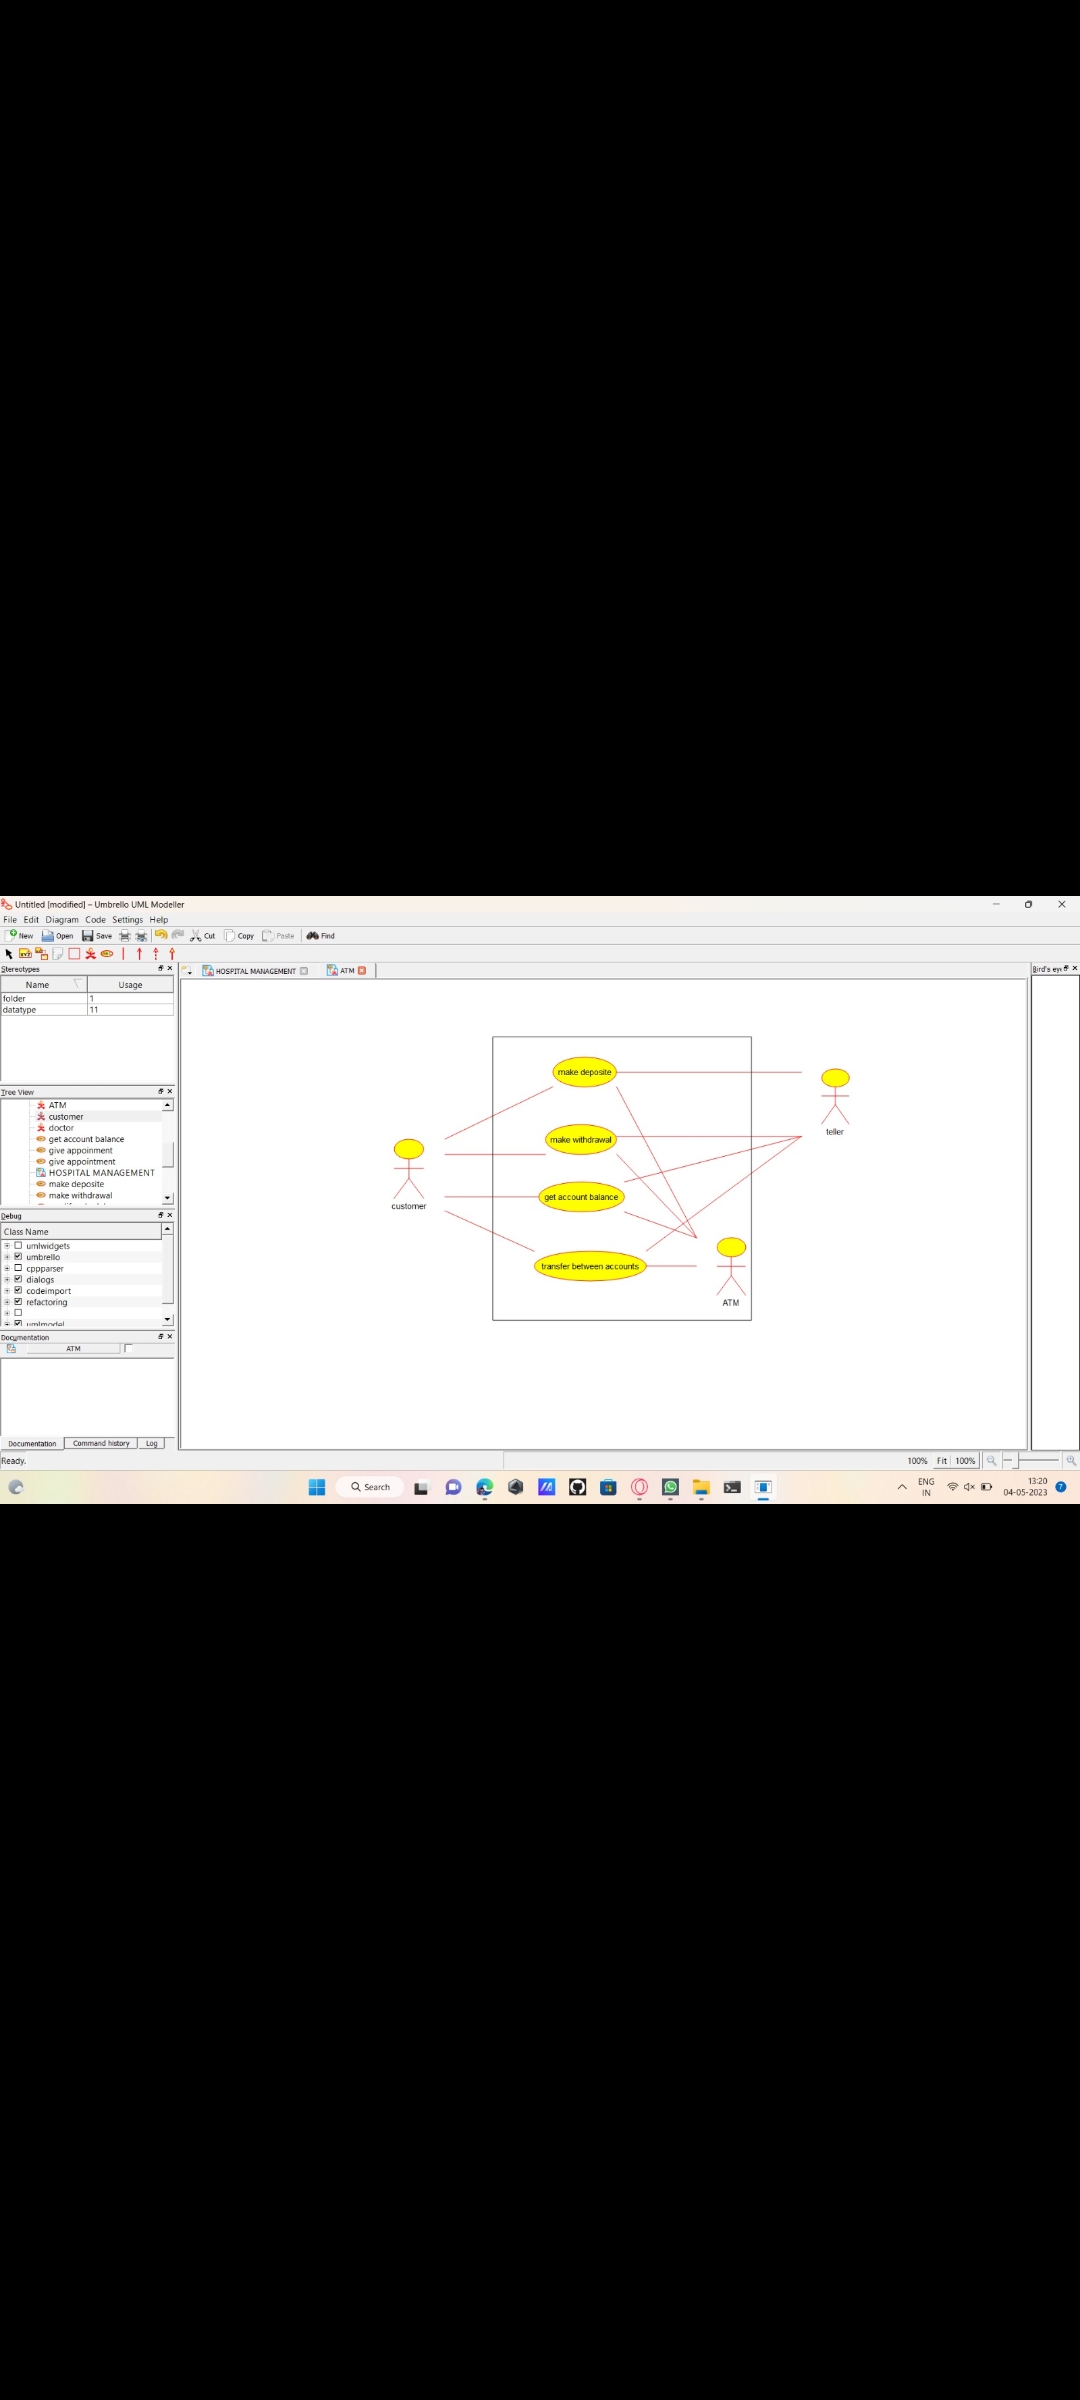 Untitled [modified] – Umbrello UML Modeller
File Edit Diagram Code Settings Help
New Open Save Cut Copy Paste Find
Stereotypes
Name Usage
folder 1
datatype 11
Tree View
ATM
customer
doctor
get account balance
give appoinment
give appointment
HOSPITAL MANAGEMENT
make deposite
make withdrawal
Debug
Class Name
umlwidgets
umbrello
cppparser
dialogs
codeimport
refactoring
umlmodel
Documentation
ATM
Documentation Command history Log
HOSPITAL MANAGEMENT ATM
make deposite
make withdrawal
get account balance
transfer between accounts
customer
teller
ATM
Bird's eye
Ready.
100% Fit 100%
Search
ENG
IN
13:20
04-05-2023
7